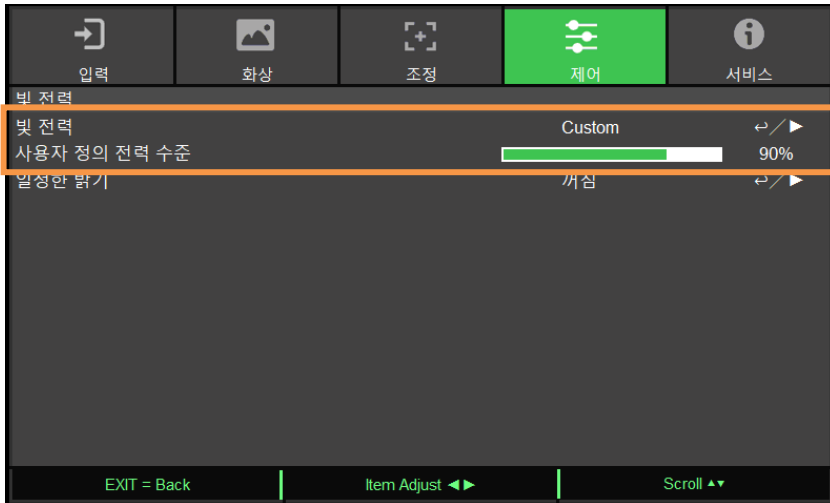 입력 화상 조정 제어 서비스
빛 전력
빛 전력 Custom ↩/▶
사용자 정의 전력 수준 90%
일정한 밝기 꺼짐 ↩/▶
EXIT = Back Item Adjust ◀▶ Scroll ▲▼